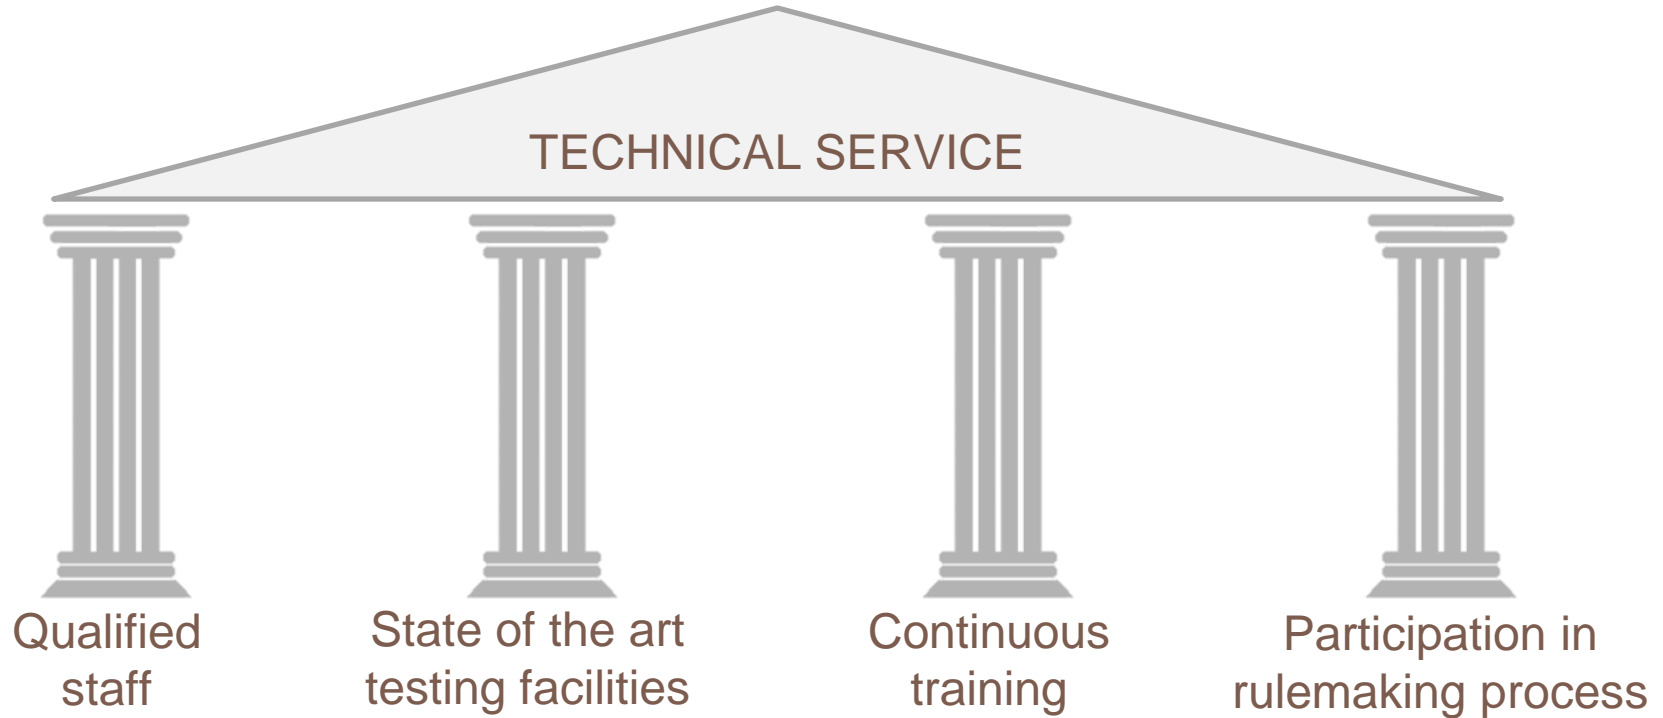 TECHNICAL SERVICE
Qualified
staff
State of the art
testing facilities
Continuous
training
Participation in
rulemaking process